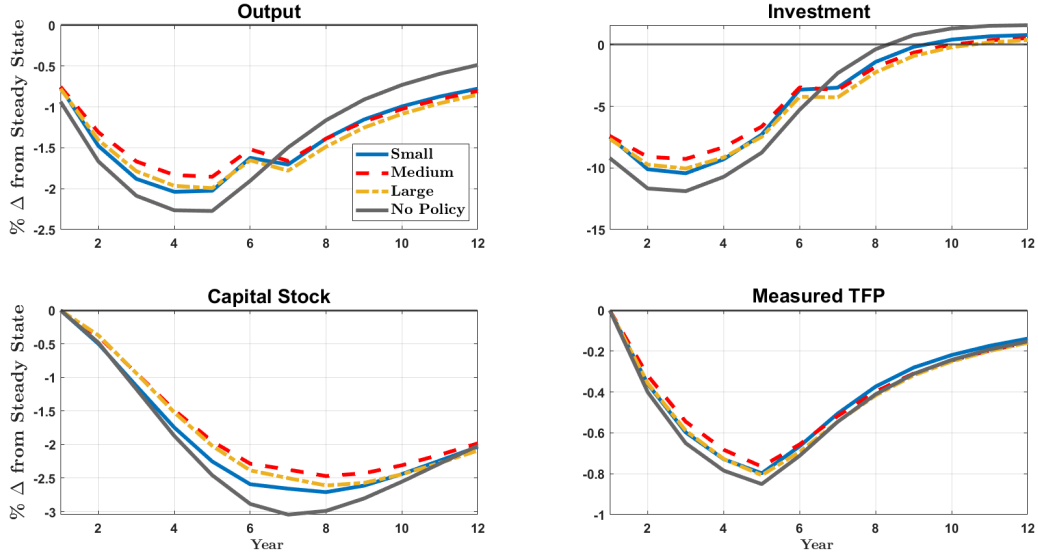 Output
% Δ from Steady State
0
-0.5
-1
-1.5
-2
-2.5
2 4 6 8 10 12
Small
Medium
Large
No Policy
Investment
0
-5
-10
-15
2 4 6 8 10 12
Capital Stock
% Δ from Steady State
0
-0.5
-1
-1.5
-2
-2.5
-3
2 4 6 8 10 12
Year
Measured TFP
-0.2
-0.4
-0.6
-0.8
-1
2 4 6 8 10 12
Year